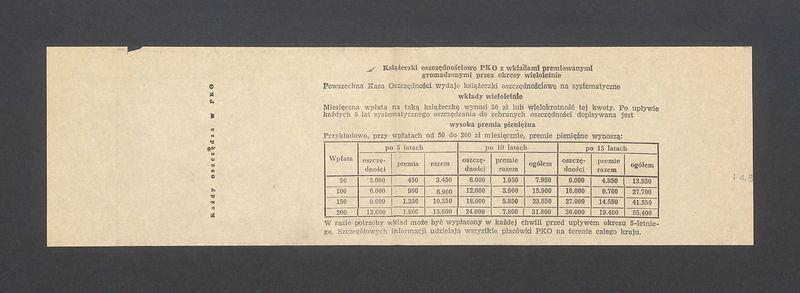 Każdy oszczędza w PKO
Książeczki oszczędnościowe PKO z wkładami premiowanymi
gromadzonymi przez okresy wieloletnie
Powszechna Kasa Oszczędności wydaje książeczki oszczędnościowe na systematyczne
wkłady wieloletnie
Miesięczna wpłata na taką książeczkę wynosi 50 zł lub wielokrotność tej kwoty. Po upływie
każdych 5 lat systematycznego oszczędzania do zebranych oszczędności dopisywana jest
wysoka premia pieniężna
Przykładowo, przy wpłatach od 50 do 200 zł miesięcznie, premie pieniężne wynoszą:
Wpłata po 5 latach po 10 latach po 15 latach
oszczę- premia razem oszczę- premie ogółem oszczę- premie ogółem
dności dności razem dności razem
50 3.000 450 3.450 6.000 1.950 7.950 9.000 4.850 13.850
100 6.000 900 6.900 12.000 3.900 15.900 18.000 9.700 27.700
150 9.000 1.350 10.350 18.000 5.850 23.850 27.000 14.550 41.550
200 12.000 1.800 13.800 24.000 7.800 31.800 36.000 19.400 55.400
W razie potrzeby wkład może być wypłacony w każdej chwili przed upływem okresu 5-letnie-
go. Szczegółowych informacji udzielają wszystkie placówki PKO na terenie całego kraju.